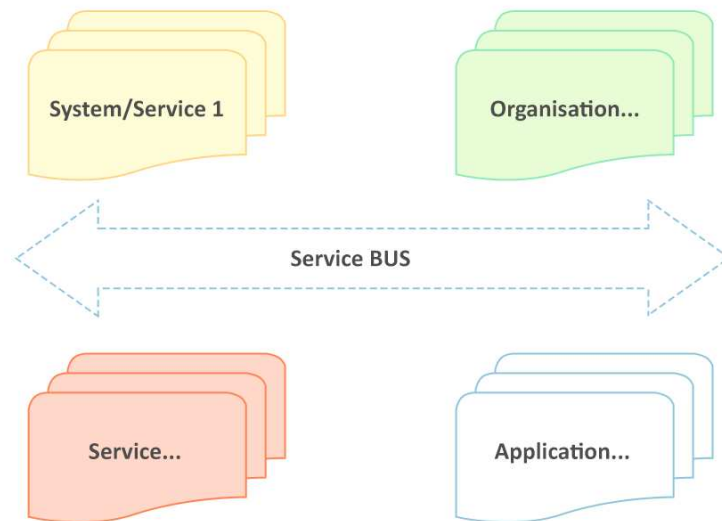 System/Service 1
Organisation...
Service BUS
Service...
Application...